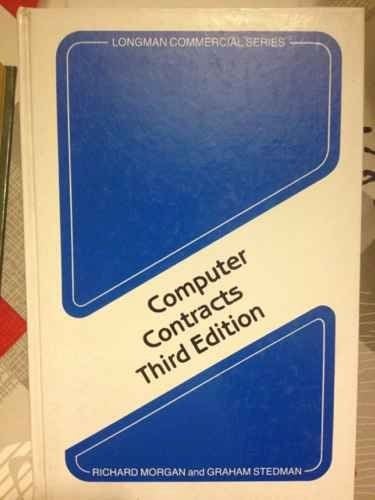 LONGMAN COMMERCIAL SERIES
Computer
Contracts
Third Edition
RICHARD MORGAN and GRAHAM STEDMAN